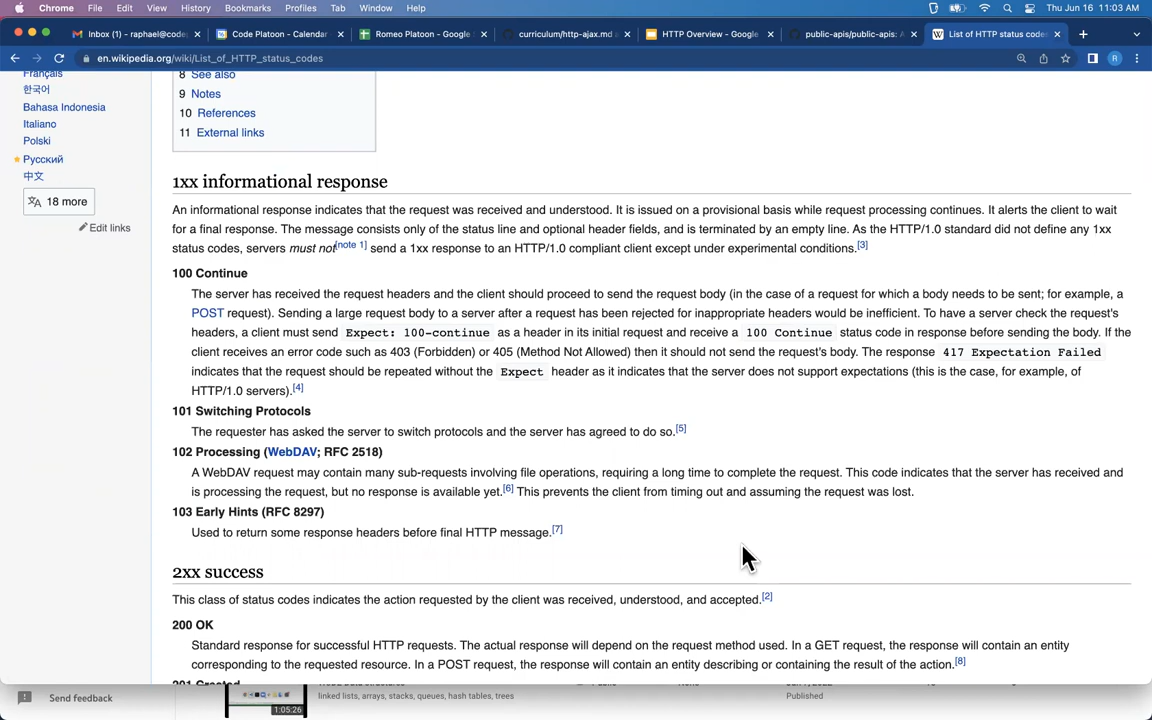 Chrome File Edit View History Bookmarks Profiles Tab Window Help Thu Jun 16 11:03 AM
Inbox (1) - raphael@code Code Platoon - Calendar Romeo Platoon - Google curriculum/http-ajax.md HTTP Overview - Google public-apis/public-apis: A List of HTTP status codes
en.wikipedia.org/wiki/List_of_HTTP_status_codes R
Français
한국어
Bahasa Indonesia
Italiano
Polski
Русский
中文
18 more
Edit links
8 See also
9 Notes
10 References
11 External links
1xx informational response
An informational response indicates that the request was received and understood. It is issued on a provisional basis while request processing continues. It alerts the client to wait
for a final response. The message consists only of the status line and optional header fields, and is terminated by an empty line. As the HTTP/1.0 standard did not define any 1xx
status codes, servers must not[note 1] send a 1xx response to an HTTP/1.0 compliant client except under experimental conditions.[3]
100 Continue
The server has received the request headers and the client should proceed to send the request body (in the case of a request for which a body needs to be sent; for example, a
POST request). Sending a large request body to a server after a request has been rejected for inappropriate headers would be inefficient. To have a server check the request's
headers, a client must send Expect: 100-continue as a header in its initial request and receive a 100 Continue status code in response before sending the body. If the
client receives an error code such as 403 (Forbidden) or 405 (Method Not Allowed) then it should not send the request's body. The response 417 Expectation Failed
indicates that the request should be repeated without the Expect header as it indicates that the server does not support expectations (this is the case, for example, of
HTTP/1.0 servers).[4]
101 Switching Protocols
The requester has asked the server to switch protocols and the server has agreed to do so.[5]
102 Processing (WebDAV; RFC 2518)
A WebDAV request may contain many sub-requests involving file operations, requiring a long time to complete the request. This code indicates that the server has received and
is processing the request, but no response is available yet.[6] This prevents the client from timing out and assuming the request was lost.
103 Early Hints (RFC 8297)
Used to return some response headers before final HTTP message.[7]
2xx success
This class of status codes indicates the action requested by the client was received, understood, and accepted.[2]
200 OK
Standard response for successful HTTP requests. The actual response will depend on the request method used. In a GET request, the response will contain an entity
corresponding to the requested resource. In a POST request, the response will contain an entity describing or containing the result of the action.[8]
201 Created
Send feedback
1:05:26
linked lists, arrays, stacks, queues, hash tables, trees
Published